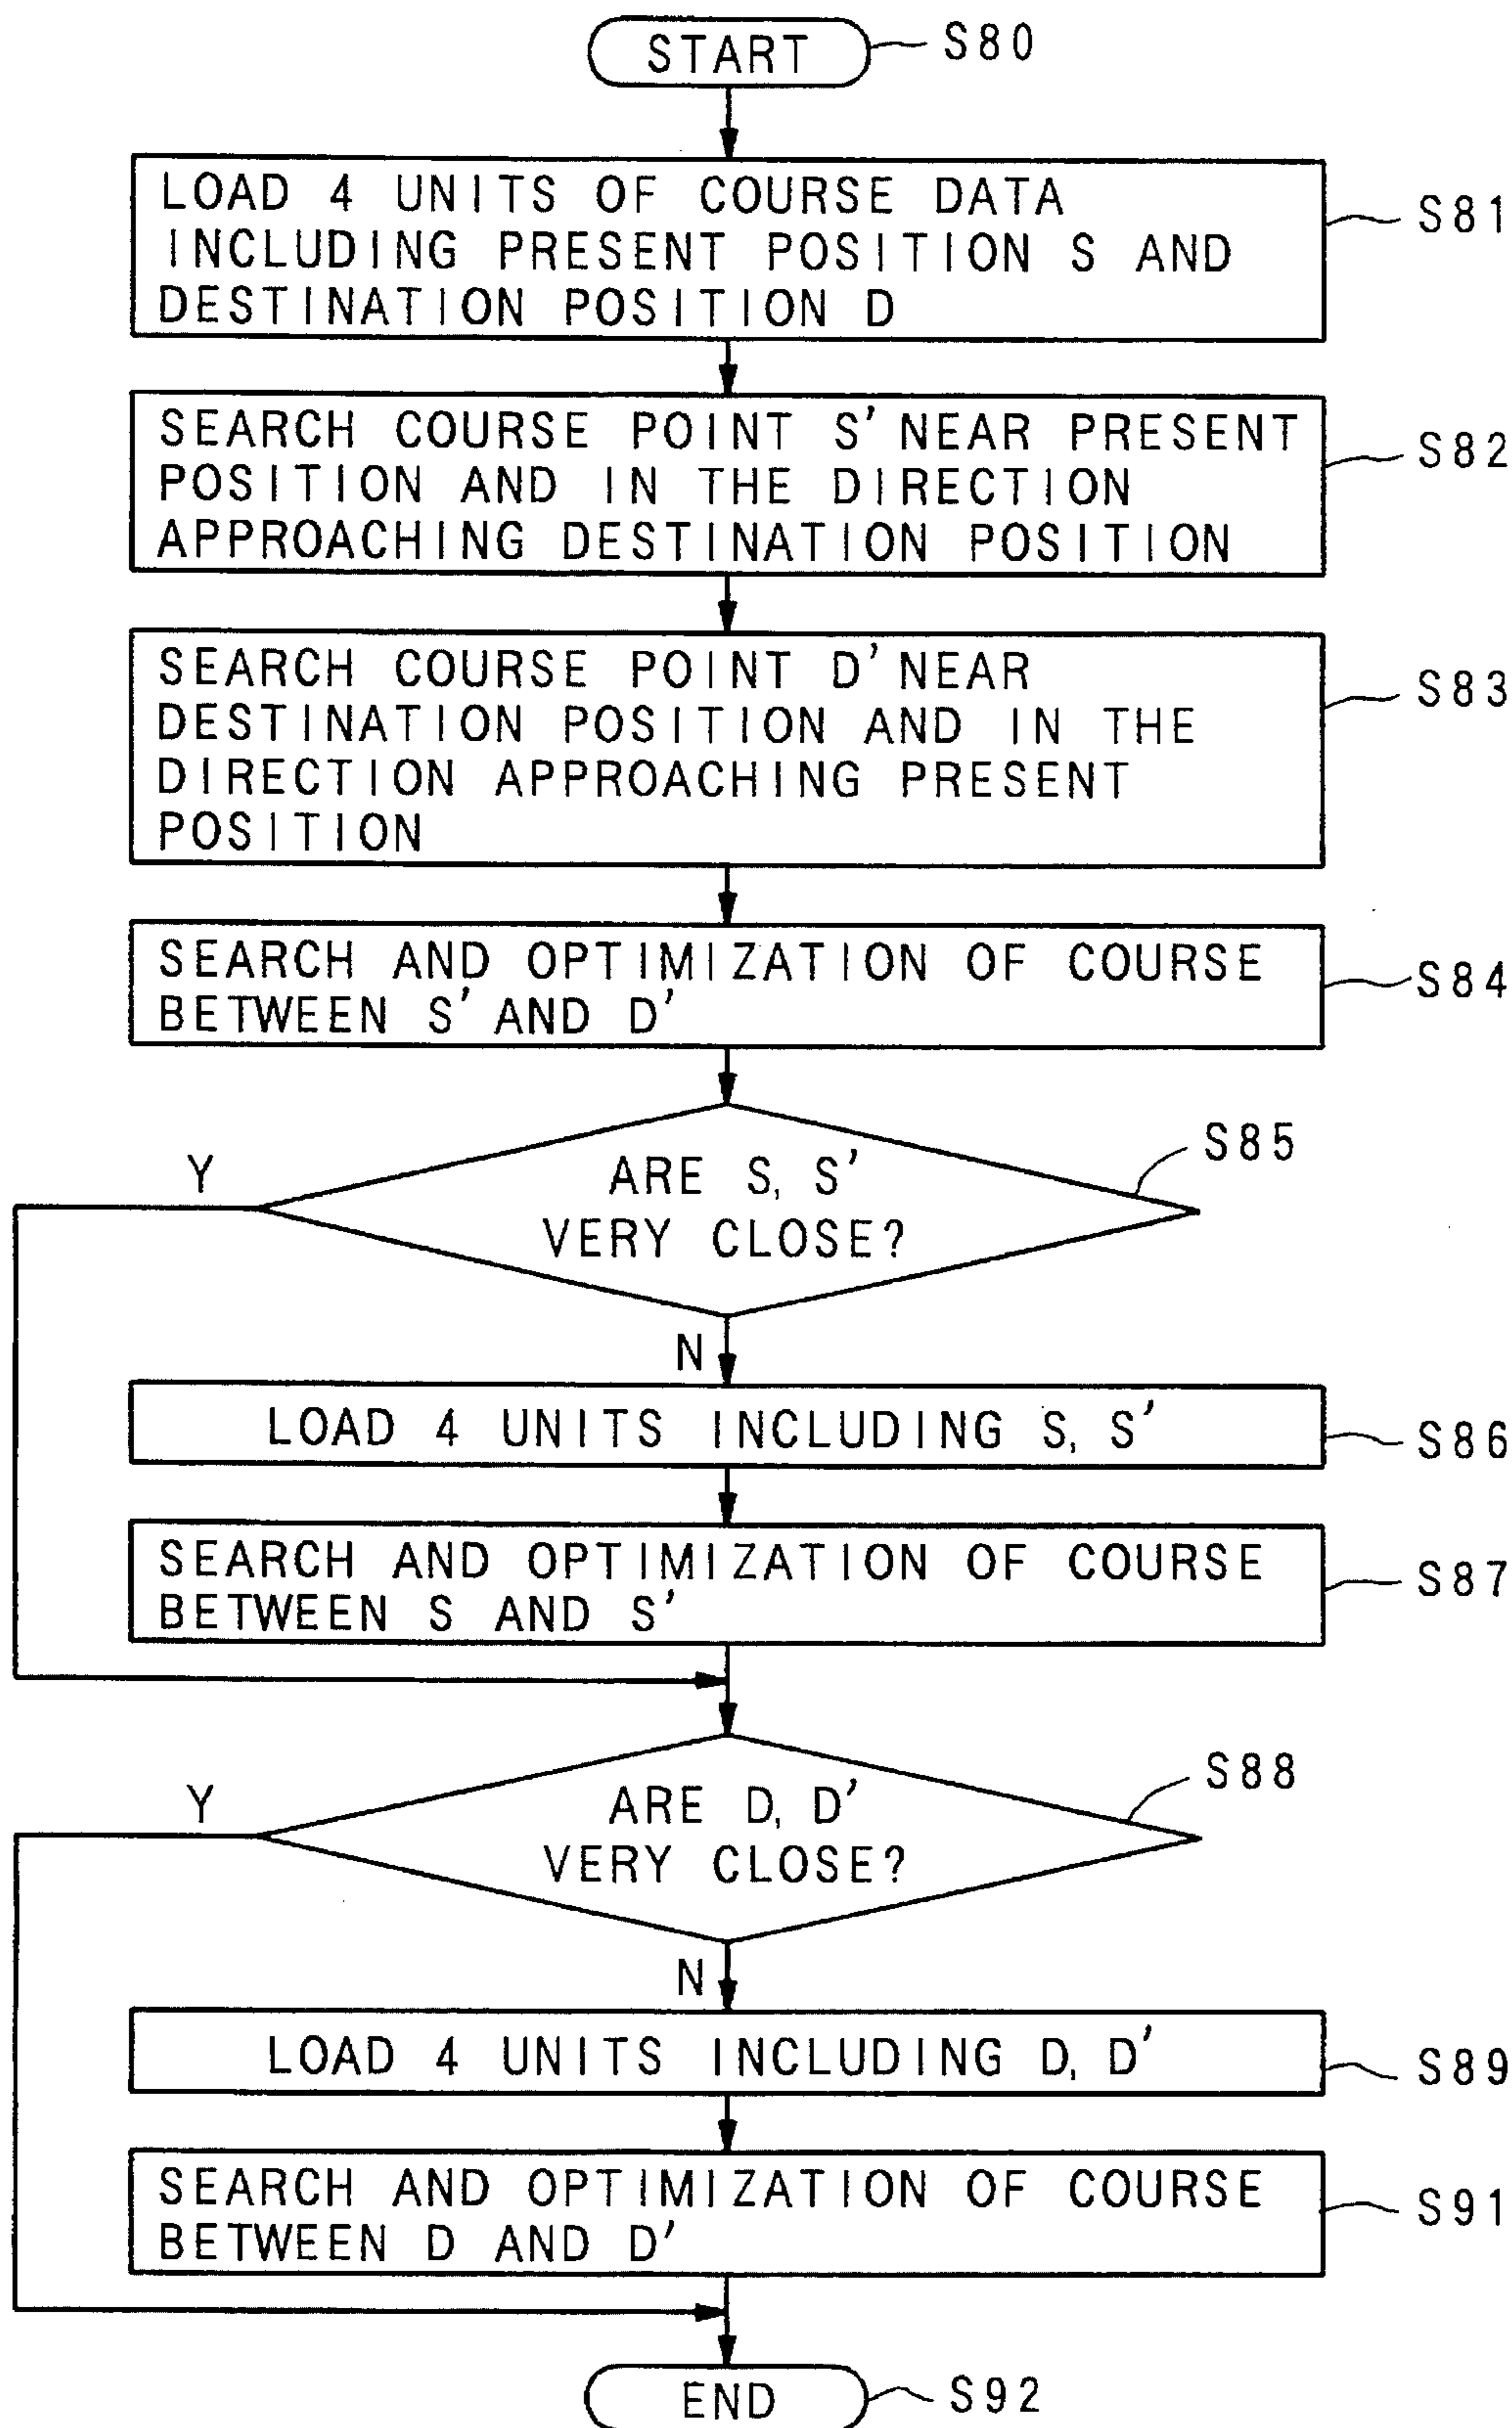 START
S80
LOAD 4 UNITS OF COURSE DATA
INCLUDING PRESENT POSITION S AND
DESTINATION POSITION D
S81
SEARCH COURSE POINT S' NEAR PRESENT
POSITION AND IN THE DIRECTION
APPROACHING DESTINATION POSITION
S82
SEARCH COURSE POINT D' NEAR
DESTINATION POSITION AND IN THE
DIRECTION APPROACHING PRESENT
POSITION
S83
SEARCH AND OPTIMIZATION OF COURSE
BETWEEN S' AND D'
S84
ARE S, S'
VERY CLOSE?
S85
Y
N
LOAD 4 UNITS INCLUDING S, S'
S86
SEARCH AND OPTIMIZATION OF COURSE
BETWEEN S AND S'
S87
ARE D, D'
VERY CLOSE?
S88
Y
N
LOAD 4 UNITS INCLUDING D, D'
S89
SEARCH AND OPTIMIZATION OF COURSE
BETWEEN D AND D'
S91
END
S92